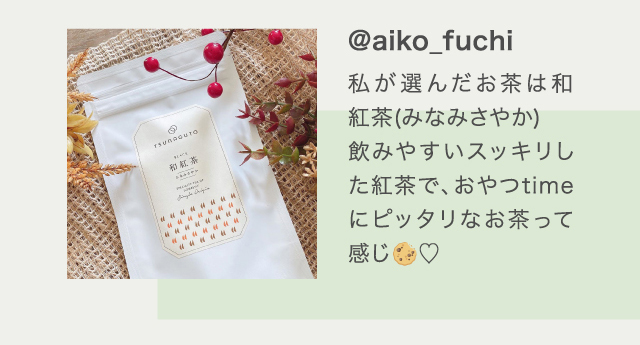 @aiko_fuchi
私が選んだお茶は和
紅茶(みなみさやか)
飲みやすいスッキリし
た紅茶で、おやつtime
にピッタリなお茶って
感じ🍪♡
TSUNAGUTO
和紅茶